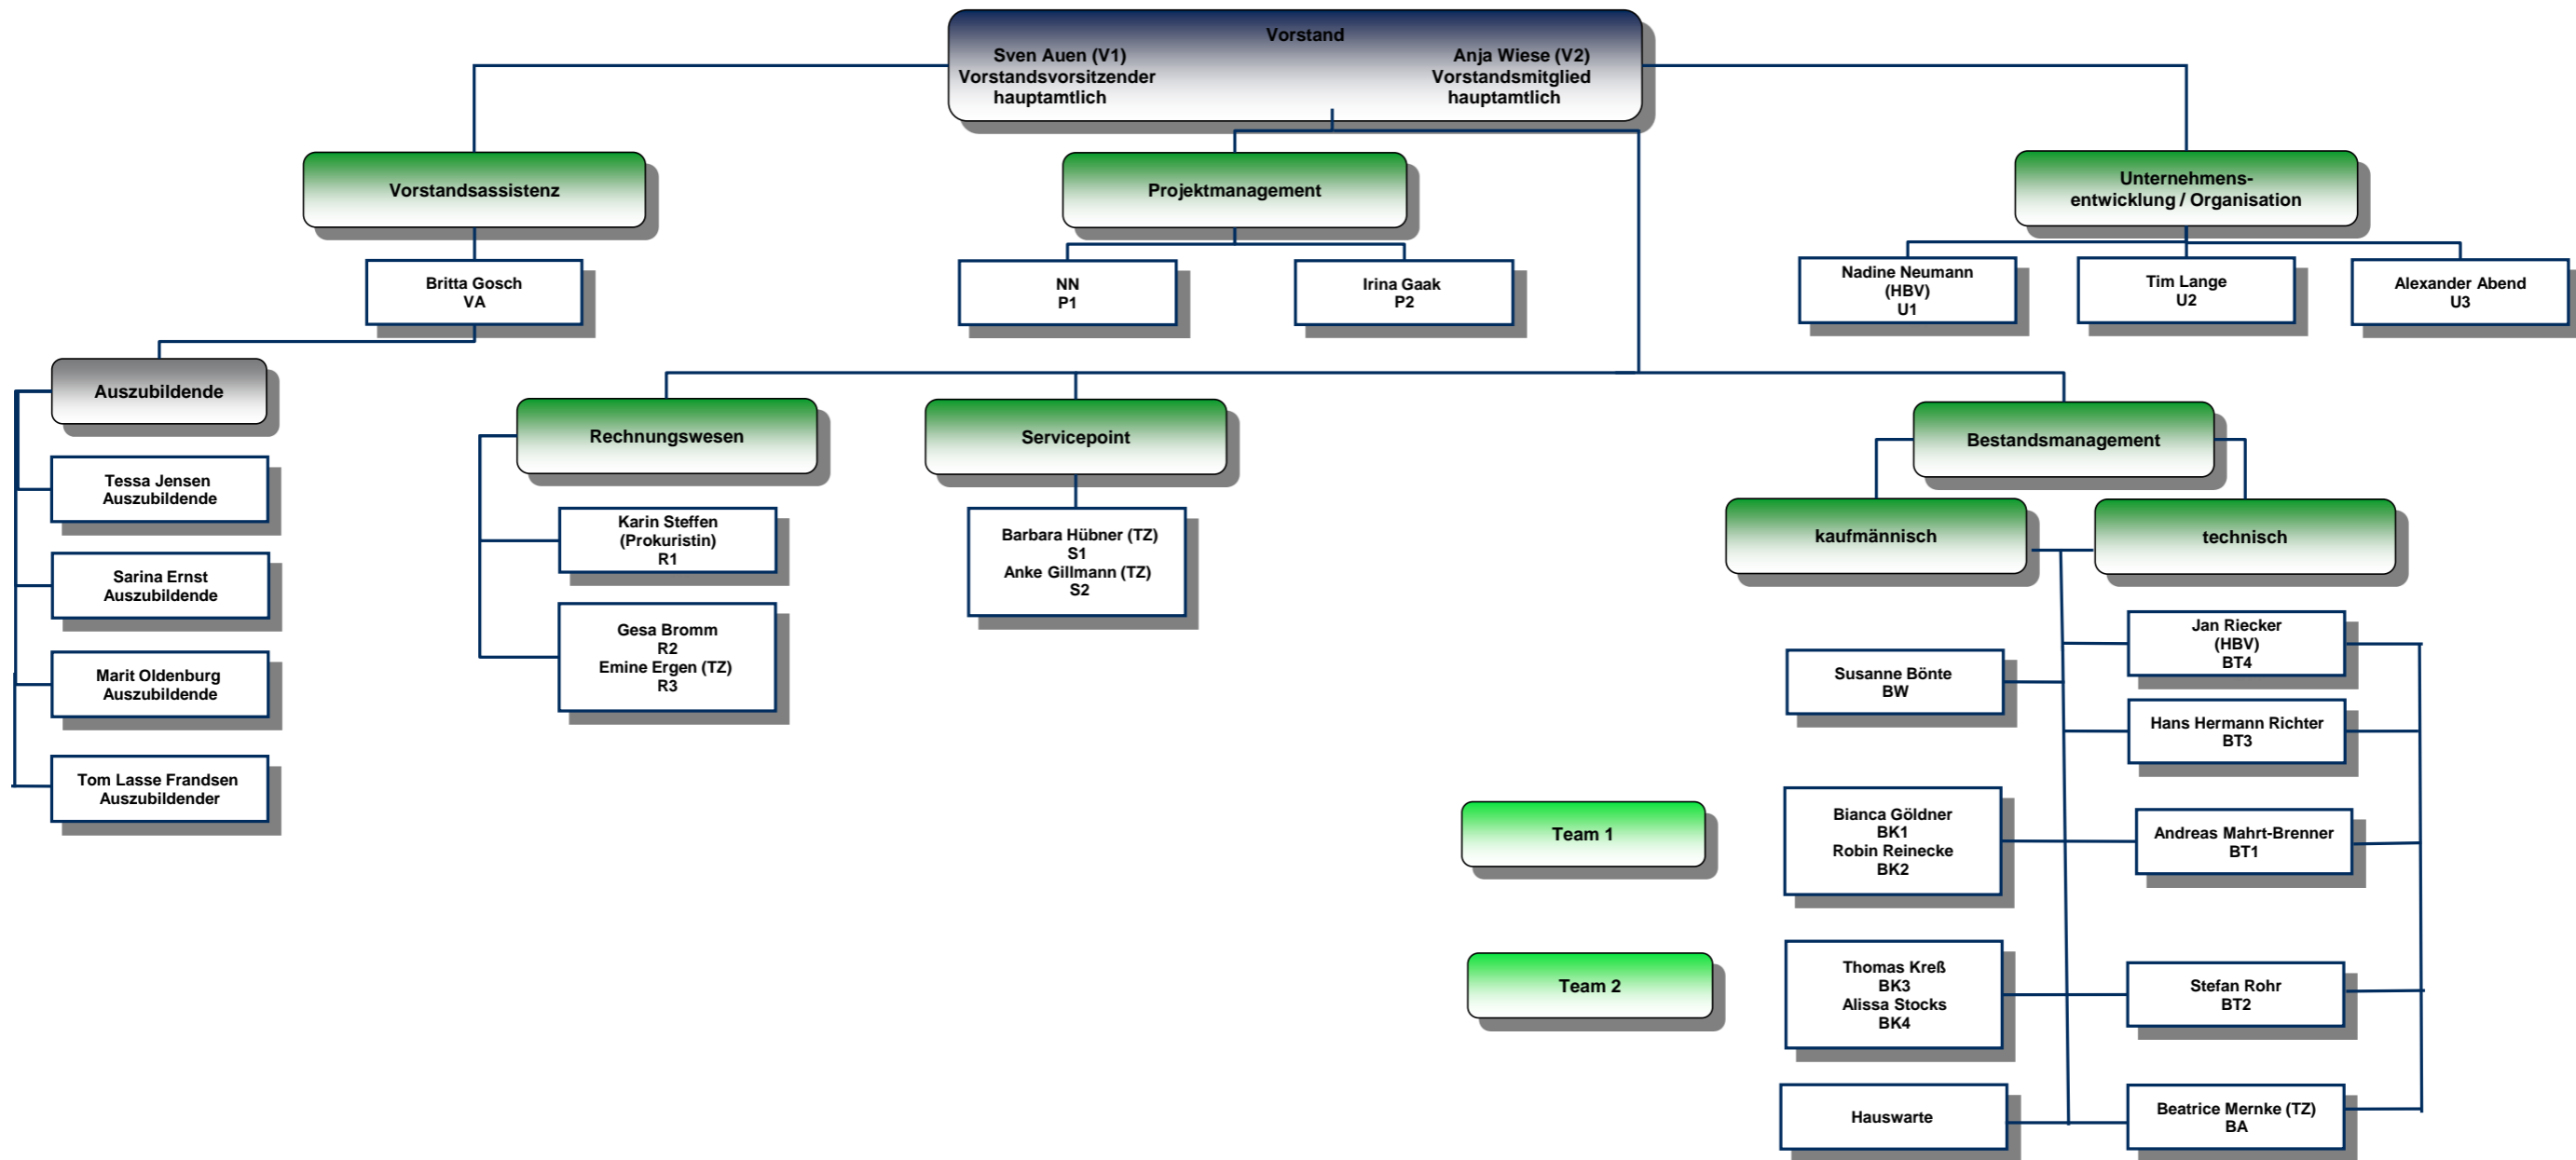 Vorstand
Sven Auen (V1)
Vorstandsvorsitzender
hauptamtlich
Anja Wiese (V2)
Vorstandsmitglied
hauptamtlich
Vorstandsassistenz
Projektmanagement
Unternehmens-
entwicklung / Organisation
Britta Gosch
VA
NN
P1
Irina Gaak
P2
Nadine Neumann
(HBV)
U1
Tim Lange
U2
Alexander Abend
U3
Auszubildende
Tessa Jensen
Auszubildende
Sarina Ernst
Auszubildende
Marit Oldenburg
Auszubildende
Tom Lasse Frandsen
Auszubildender
Rechnungswesen
Karin Steffen
(Prokuristin)
R1
Gesa Bromm
R2
Emine Ergen (TZ)
R3
Servicepoint
Barbara Hübner (TZ)
S1
Anke Gillmann (TZ)
S2
Bestandsmanagement
kaufmännisch
technisch
Susanne Bönte
BW
Jan Riecker
(HBV)
BT4
Hans Hermann Richter
BT3
Team 1
Bianca Göldner
BK1
Robin Reinecke
BK2
Andreas Mahrt-Brenner
BT1
Team 2
Thomas Kreß
BK3
Alissa Stocks
BK4
Stefan Rohr
BT2
Hauswarte
Beatrice Mernke (TZ)
BA